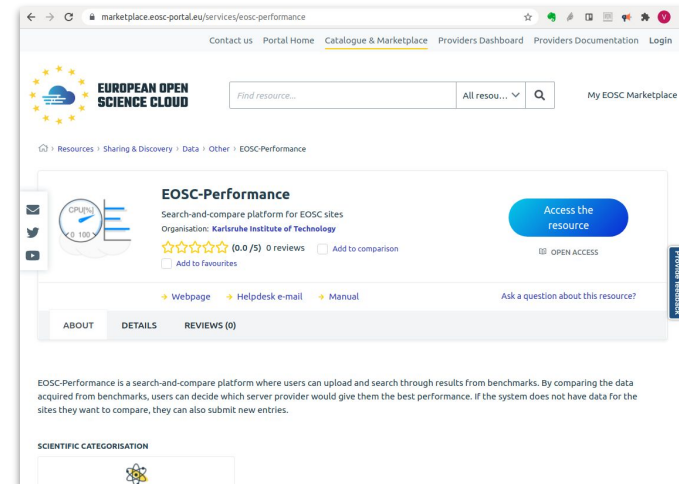 marketplace.eosc-portal.eu/services/eosc-performance
V
Contact us Portal Home Catalogue & Marketplace Providers Dashboard Providers Documentation Login
EUROPEAN OPEN
SCIENCE CLOUD
Find resource...
All resou...
My EOSC Marketplace
Resources › Sharing & Discovery › Data › Other › EOSC-Performance
CPU[%]
0 100
EOSC-Performance
Search-and-compare platform for EOSC sites
Organisation: Karlsruhe Institute of Technology
(0.0 /5) 0 reviews Add to comparison
Add to favourites
Access the
resource
OPEN ACCESS
Provide feedback
Webpage Helpdesk e-mail Manual
Ask a question about this resource?
ABOUT DETAILS REVIEWS (0)
EOSC-Performance is a search-and-compare platform where users can upload and search through results from benchmarks. By comparing the data
acquired from benchmarks, users can decide which server provider would give them the best performance. If the system does not have data for the
sites they want to compare, they can also submit new entries.
SCIENTIFIC CATEGORISATION